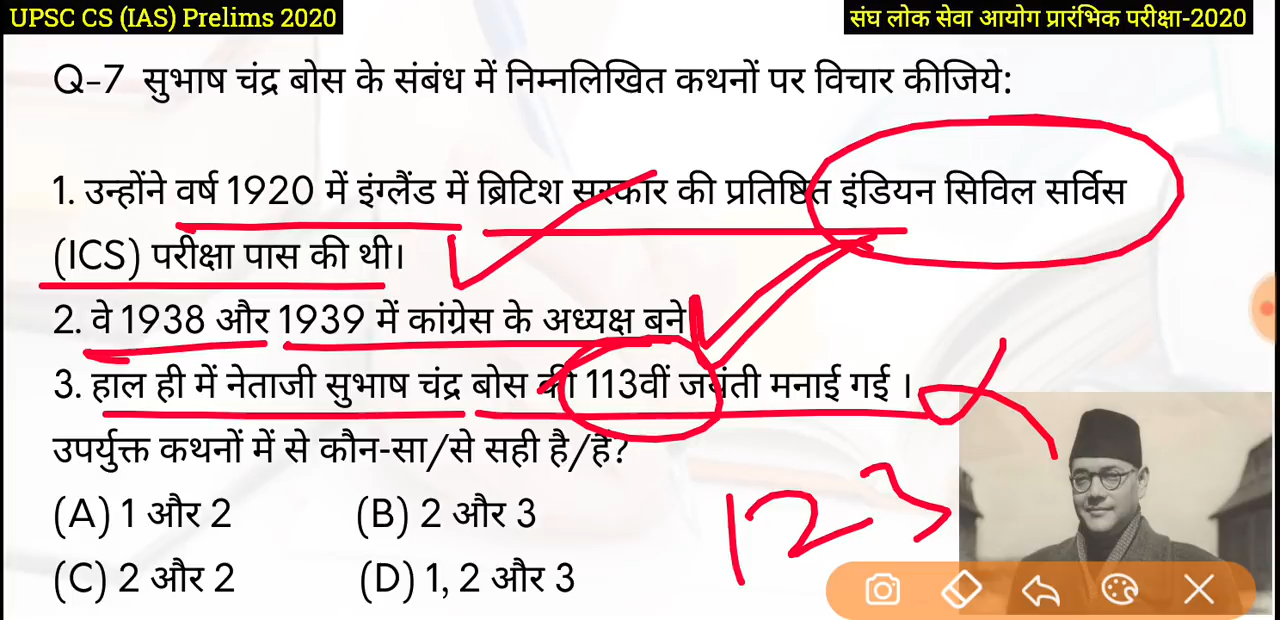 UPSC CS (IAS) Prelims 2020
संघ लोक सेवा आयोग प्रारंभिक परीक्षा-2020
Q-7 सुभाष चंद्र बोस के संबंध में निम्नलिखित कथनों पर विचार कीजिये:
1. उन्होंने वर्ष 1920 में इंग्लैंड में ब्रिटिश सरकार की प्रतिष्ठित इंडियन सिविल सर्विस
(ICS) परीक्षा पास की थी।
2. वे 1938 और 1939 में कांग्रेस के अध्यक्ष बने
3. हाल ही में नेताजी सुभाष चंद्र बोस की 113वीं जयंती मनाई गई ।
उपर्युक्त कथनों में से कौन-सा/से सही है/हैं?
(A) 1 और 2 (B) 2 और 3
(C) 2 और 2 (D) 1, 2 और 3
123